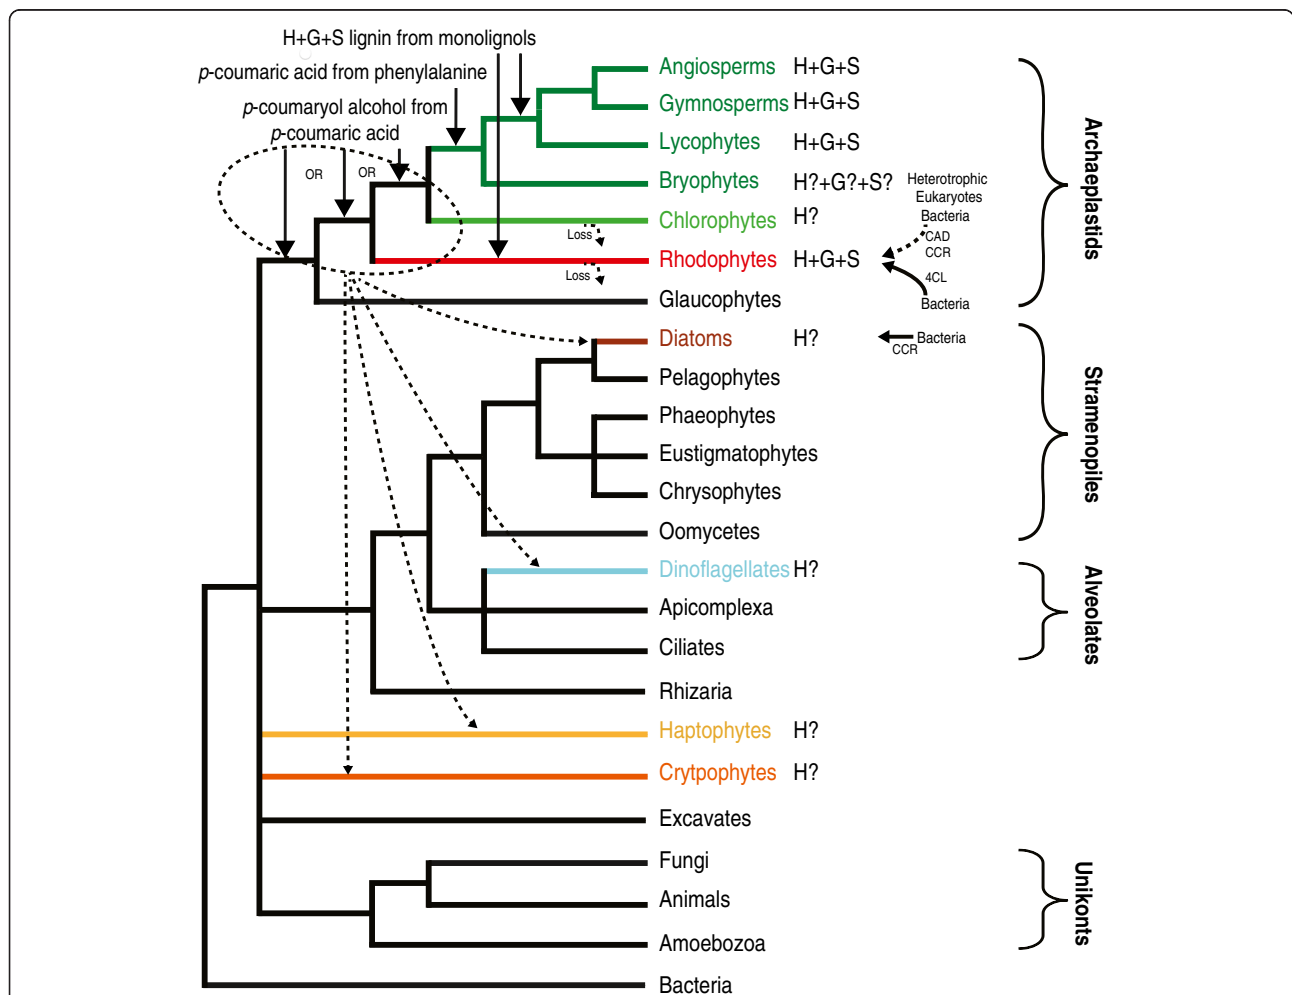 H+G+S lignin from monolignols
p-coumaric acid from phenylalanine
p-coumaryol alcohol from
p-coumaric acid
OR
OR
Angiosperms H+G+S
Gymnosperms H+G+S
Lycophytes H+G+S
Bryophytes H?+G?+S?
Chlorophytes H?
Loss
Rhodophytes H+G+S
Loss
Glaucophytes
Heterotrophic
Eukaryotes
Bacteria
CAD
CCR
4CL
Bacteria
Archaeplastids
Diatoms H?
Bacteria
CCR
Pelagophytes
Phaeophytes
Eustigmatophytes
Chrysophytes
Oomycetes
Stramenopiles
Dinoflagellates H?
Apicomplexa
Ciliates
Alveolates
Rhizaria
Haptophytes H?
Crytpophytes H?
Excavates
Fungi
Animals
Amoebozoa
Unikonts
Bacteria